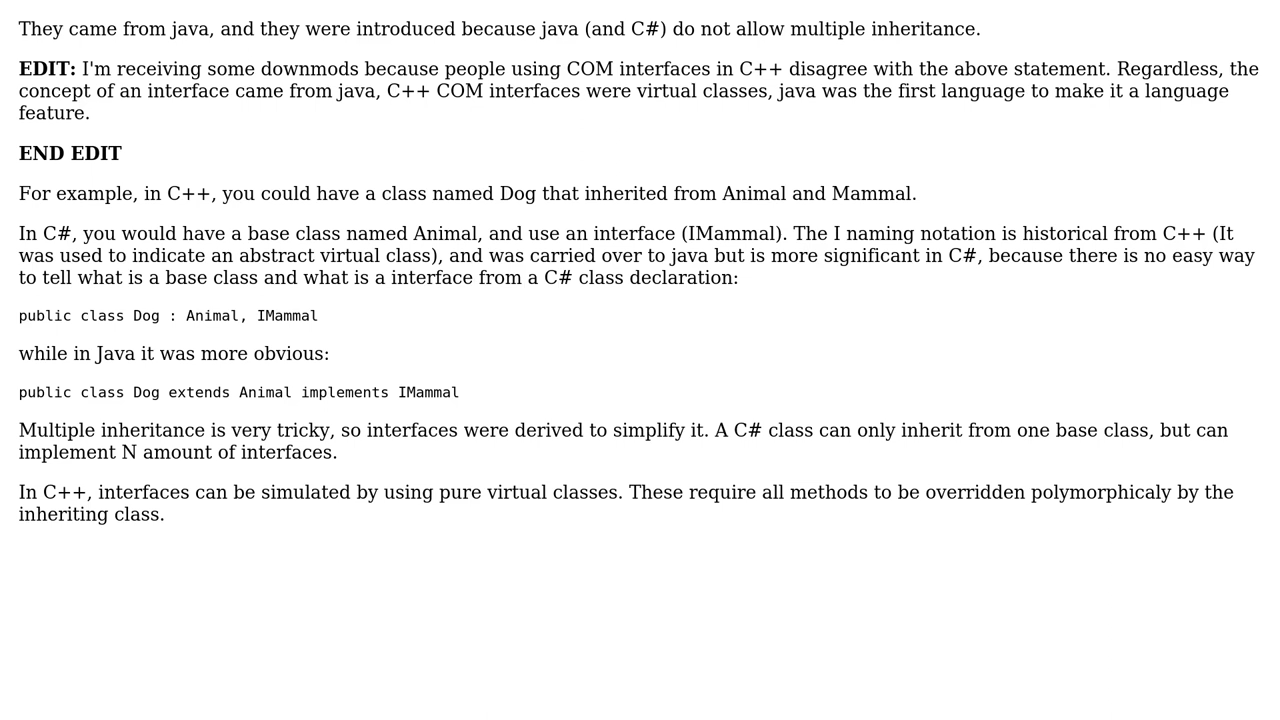 They came from java, and they were introduced because java (and C#) do not allow multiple inheritance.
EDIT: I'm receiving some downmods because people using COM interfaces in C++ disagree with the above statement. Regardless, the
concept of an interface came from java, C++ COM interfaces were virtual classes, java was the first language to make it a language
feature.
END EDIT
For example, in C++, you could have a class named Dog that inherited from Animal and Mammal.
In C#, you would have a base class named Animal, and use an interface (IMammal). The I naming notation is historical from C++ (It
was used to indicate an abstract virtual class), and was carried over to java but is more significant in C#, because there is no easy way
to tell what is a base class and what is a interface from a C# class declaration:
public class Dog : Animal, IMammal
while in Java it was more obvious:
public class Dog extends Animal implements IMammal
Multiple inheritance is very tricky, so interfaces were derived to simplify it. A C# class can only inherit from one base class, but can
implement N amount of interfaces.
In C++, interfaces can be simulated by using pure virtual classes. These require all methods to be overridden polymorphicaly by the
inheriting class.